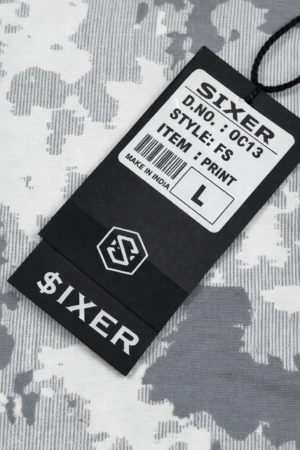 SIXER
D.NO. : OC13
STYLE: FS
ITEM : PRINT
MAKE IN INDIA
L
$IXER